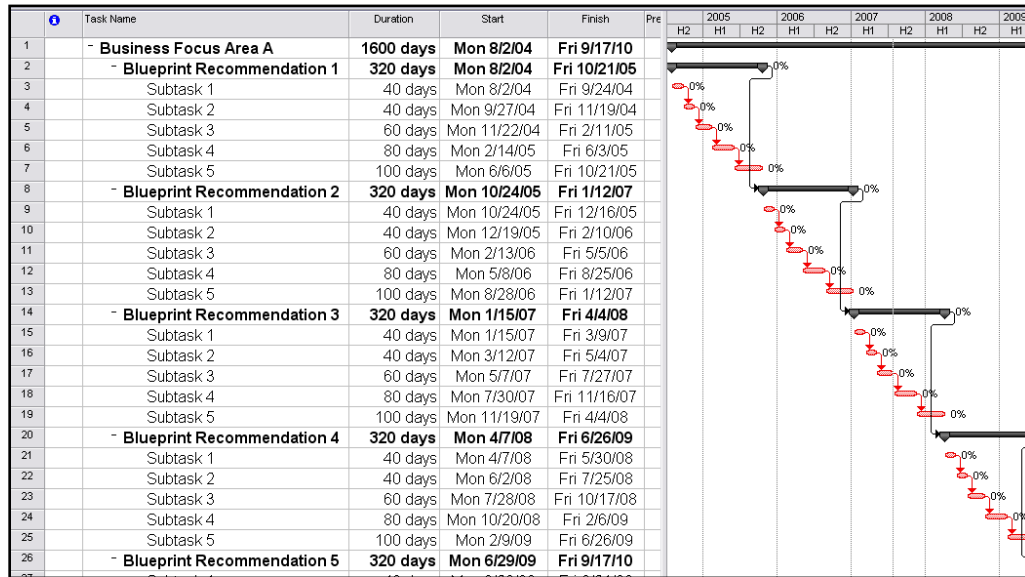 Task Name Duration Start Finish Pre 2005 2006 2007 2008 2009
H2 H1 H2 H1 H2 H1 H2 H1 H2 H1
1 - Business Focus Area A 1600 days Mon 8/2/04 Fri 9/17/10
2 - Blueprint Recommendation 1 320 days Mon 8/2/04 Fri 10/21/05 0%
3 Subtask 1 40 days Mon 8/2/04 Fri 9/24/04 0%
4 Subtask 2 40 days Mon 9/27/04 Fri 11/19/04 0%
5 Subtask 3 60 days Mon 11/22/04 Fri 2/11/05 0%
6 Subtask 4 80 days Mon 2/14/05 Fri 6/3/05 0%
7 Subtask 5 100 days Mon 6/6/05 Fri 10/21/05 0%
8 - Blueprint Recommendation 2 320 days Mon 10/24/05 Fri 1/12/07 0%
9 Subtask 1 40 days Mon 10/24/05 Fri 12/16/05 0%
10 Subtask 2 40 days Mon 12/19/05 Fri 2/10/06 0%
11 Subtask 3 60 days Mon 2/13/06 Fri 5/5/06 0%
12 Subtask 4 80 days Mon 5/8/06 Fri 8/25/06 0%
13 Subtask 5 100 days Mon 8/28/06 Fri 1/12/07 0%
14 - Blueprint Recommendation 3 320 days Mon 1/15/07 Fri 4/4/08 0%
15 Subtask 1 40 days Mon 1/15/07 Fri 3/9/07 0%
16 Subtask 2 40 days Mon 3/12/07 Fri 5/4/07 0%
17 Subtask 3 60 days Mon 5/7/07 Fri 7/27/07 0%
18 Subtask 4 80 days Mon 7/30/07 Fri 11/16/07 0%
19 Subtask 5 100 days Mon 11/19/07 Fri 4/4/08 0%
20 - Blueprint Recommendation 4 320 days Mon 4/7/08 Fri 6/26/09
21 Subtask 1 40 days Mon 4/7/08 Fri 5/30/08 0%
22 Subtask 2 40 days Mon 6/2/08 Fri 7/25/08 0%
23 Subtask 3 60 days Mon 7/28/08 Fri 10/17/08 0%
24 Subtask 4 80 days Mon 10/20/08 Fri 2/6/09 0%
25 Subtask 5 100 days Mon 2/9/09 Fri 6/26/09
26 - Blueprint Recommendation 5 320 days Mon 6/29/09 Fri 9/17/10